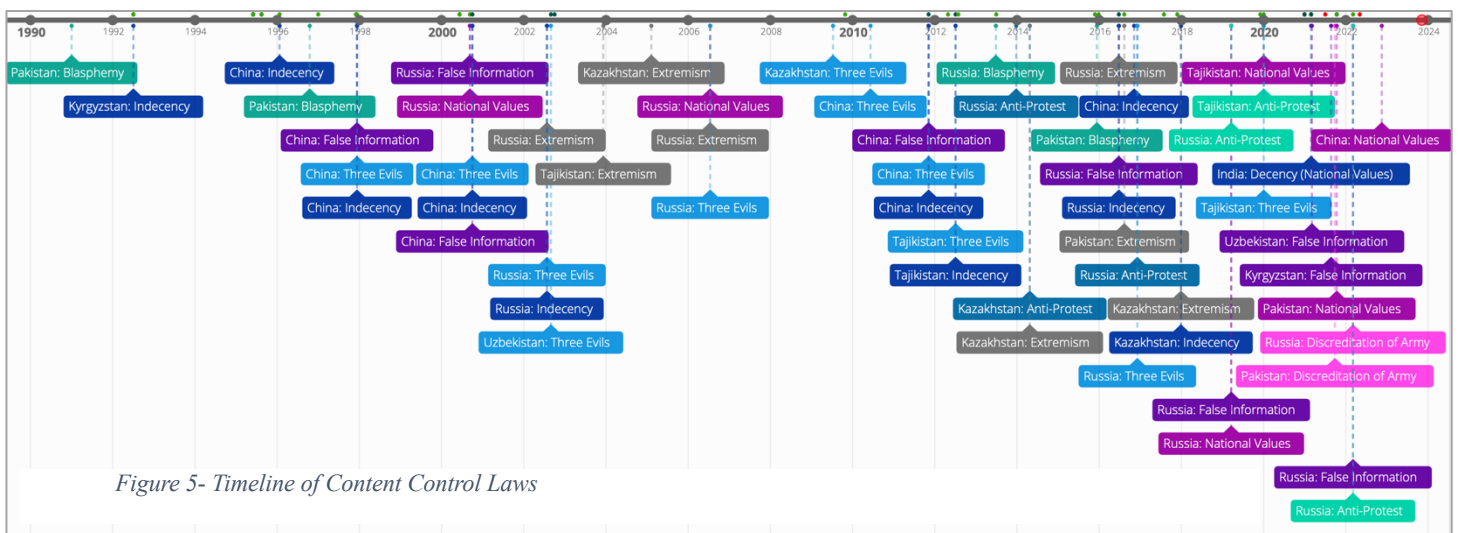 1990 1992 1994 1996 1998 2000 2002 2004 2006 2008 2010 2012 2014 2016 2018 2020 2022 2024
Pakistan: Blasphemy
China: Indecency
Russia: False Information
Kazakhstan: Extremism
Kazakhstan: Three Evils
Russia: Blasphemy
Russia: Extremism
Tajikistan: National Values
Kyrgyzstan: Indecency
Pakistan: Blasphemy
Russia: National Values
Russia: National Values
China: Three Evils
Russia: Anti-Protest
China: Indecency
Tajikistan: Anti-Protest
China: False Information
Russia: Extremism
Russia: Extremism
China: False Information
Pakistan: Blasphemy
Russia: Anti-Protest
China: National Values
China: Three Evils
China: Three Evils
Tajikistan: Extremism
China: Three Evils
Russia: False Information
India: Decency (National Values)
China: Indecency
China: Indecency
Russia: Three Evils
China: Indecency
Russia: Indecency
Tajikistan: Three Evils
China: False Information
Tajikistan: Three Evils
Pakistan: Extremism
Uzbekistan: False Information
Russia: Three Evils
Tajikistan: Indecency
Russia: Anti-Protest
Kyrgyzstan: False Information
Russia: Indecency
Kazakhstan: Anti-Protest
Kazakhstan: Extremism
Pakistan: National Values
Uzbekistan: Three Evils
Kazakhstan: Extremism
Kazakhstan: Indecency
Russia: Discreditation of Army
Russia: Three Evils
Pakistan: Discreditation of Army
Russia: False Information
Russia: National Values
Russia: False Information
Russia: Anti-Protest
Figure 5- Timeline of Content Control Laws